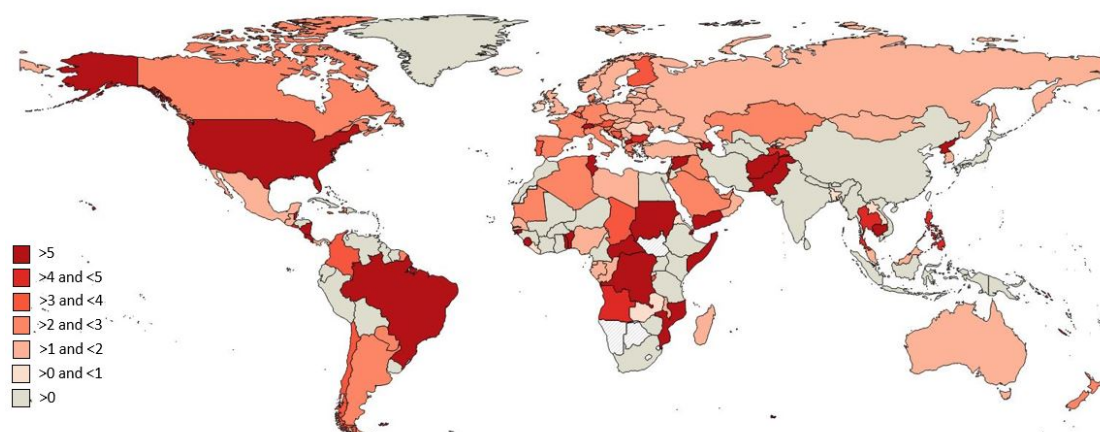 >5
>4 and <5
>3 and <4
>2 and <3
>1 and <2
>0 and <1
>0